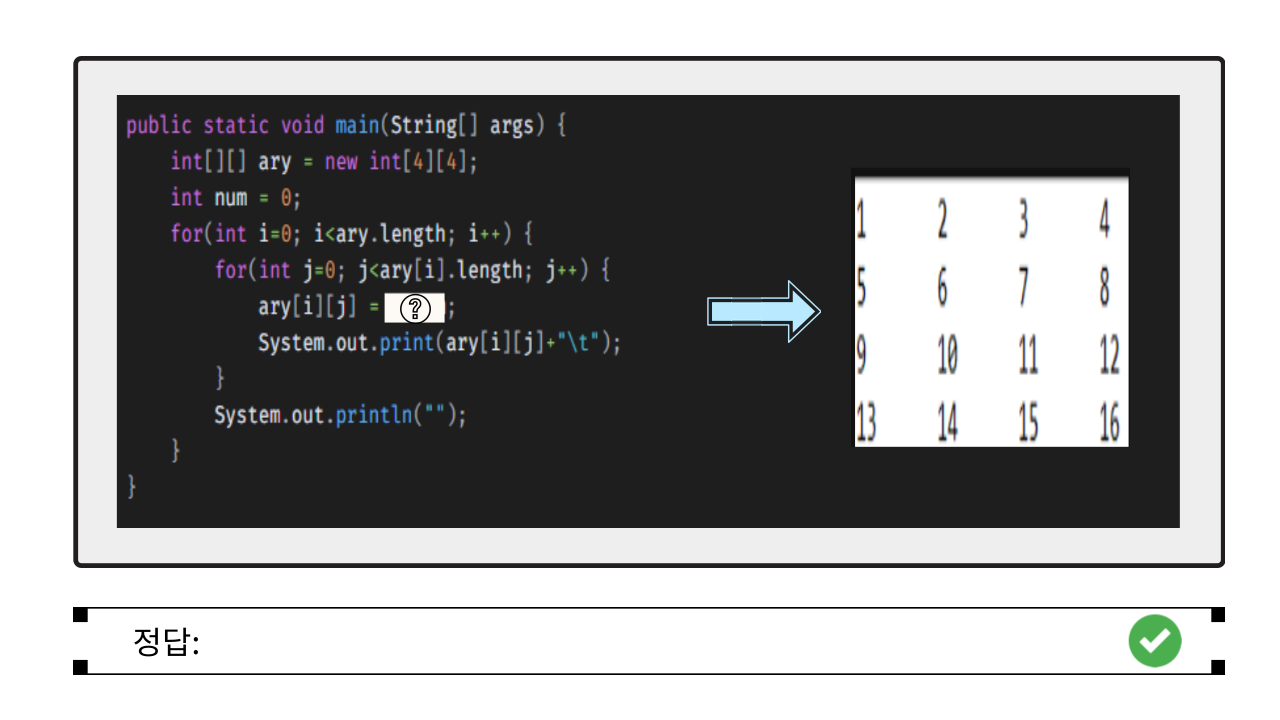 public static void main(String[] args) {
int[][] ary = new int[4][4];
int num = 0;
for(int i=0; i<ary.length; i++) {
for(int j=0; j<ary[i].length; j++) {
ary[i][j] = ?;
System.out.print(ary[i][j]+"\t");
}
System.out.println("");
}
}
1 2 3 4
5 6 7 8
9 10 11 12
13 14 15 16
정답: